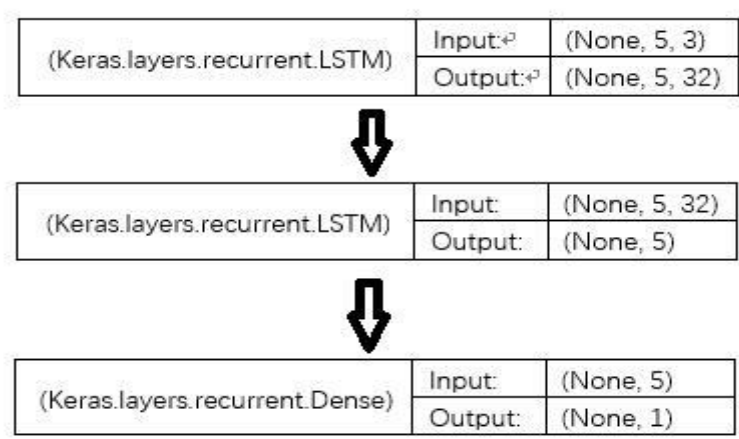 (Keras.layers.recurrent.LSTM)
Input:↵ (None, 5, 3)
Output:↵ (None, 5, 32)
(Keras.layers.recurrent.LSTM)
Input: (None, 5, 32)
Output: (None, 5)
(Keras.layers.recurrent.Dense)
Input: (None, 5)
Output: (None, 1)